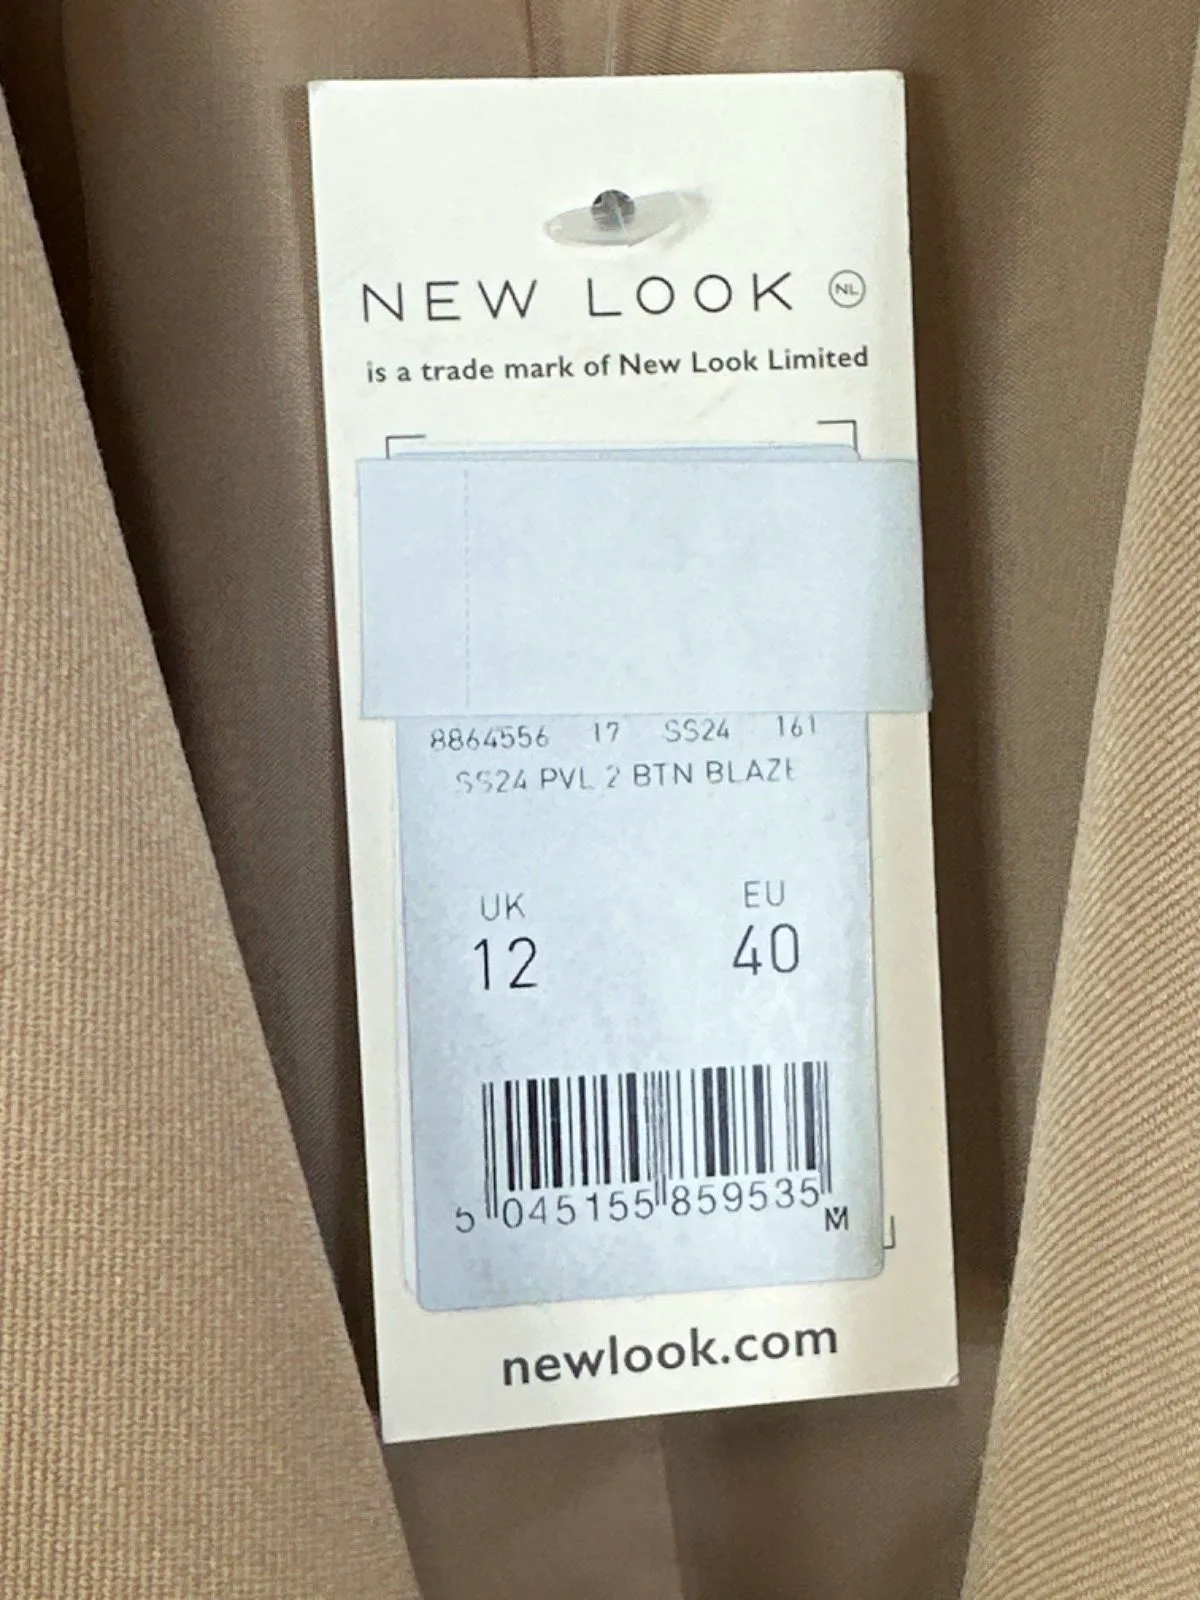 NEW LOOK NL
is a trade mark of New Look Limited
8864556 17 SS24 161
SS24 PVL 2 BTN BLAZE
UK EU
12 40
5 045155 859535
newlook.com